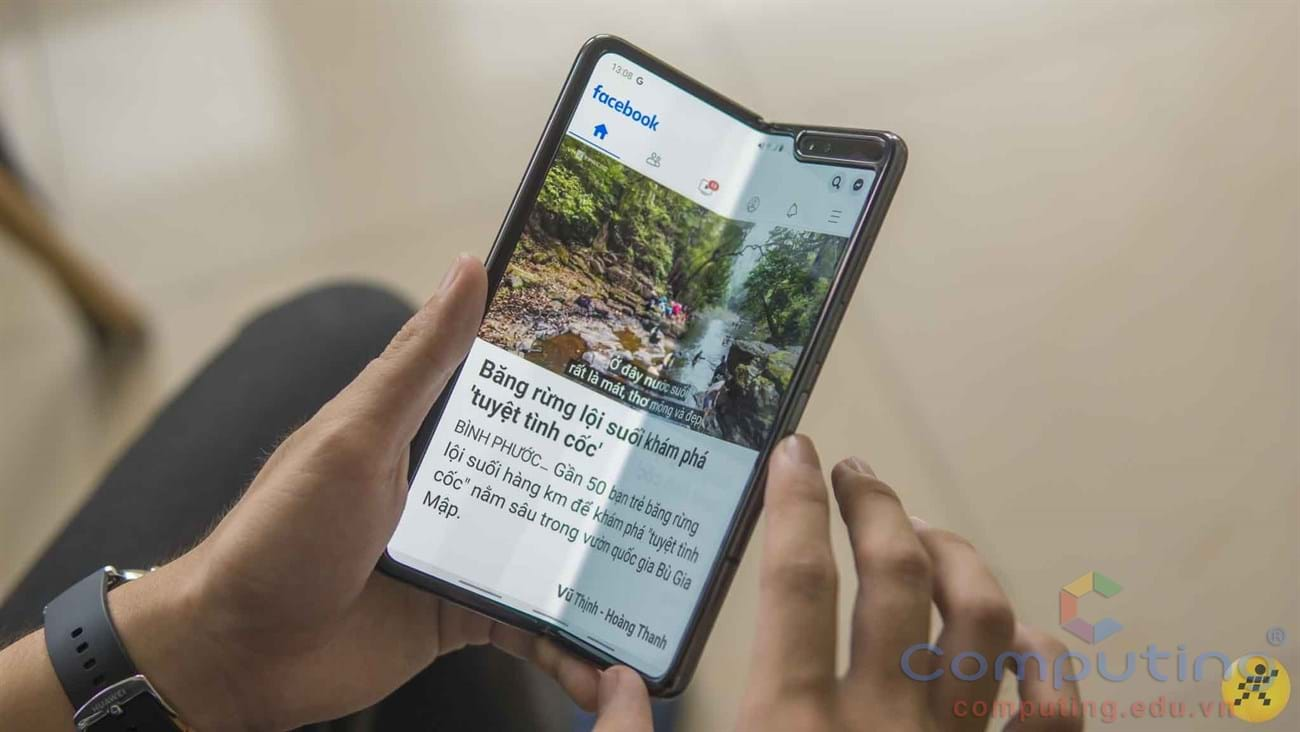 13:08 G
facebook
Ở đây nước suối
rất là mát, thơ mộng và đẹp,
Băng rừng lội suối khám phá
'tuyệt tình cốc'
BÌNH PHƯỚC_ Gần 50 bạn trẻ băng rừng
lội suối hàng km để khám phá "tuyệt tình
cốc" nằm sâu trong vườn quốc gia Bù Gia
Mập.
Vũ Thịnh - Hoàng Thanh
HUAWEI
Computing
®
computing.edu.vn